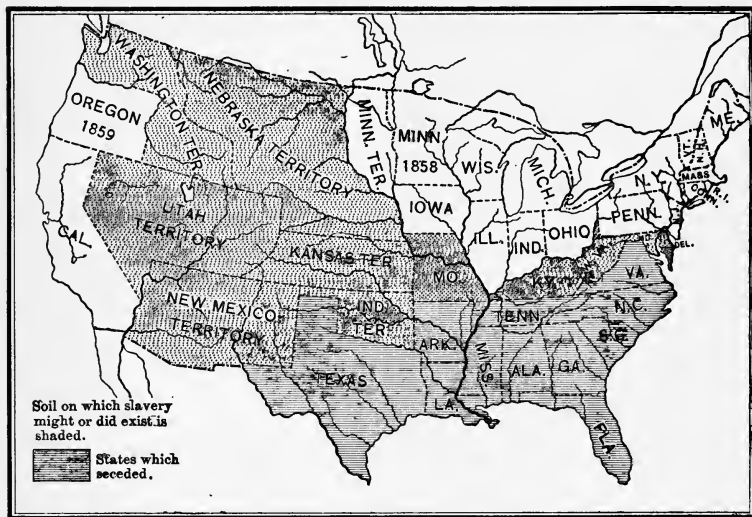 WASHINGTON TER.
NEBRASKA TERRITORY
OREGON
1859
MINN. TER.
MINN
1858
WIS.
MICH.
ME.
N.Y.
MASS
CONN.
R.I.
PENN.
IOWA
ILL.
IND.
OHIO
DEL.
CAL.
UTAH
TERRITORY
KANSAS TER
MO.
KY.
VA.
NEW MEXICO
TERRITORY
IND.
TER.
TENN.
N.C.
S.C.
ARK.
MISS.
ALA.
GA.
TEXAS
LA.
FLA.
Soil on which slavery
might or did exist is
shaded.
States which
seceded.